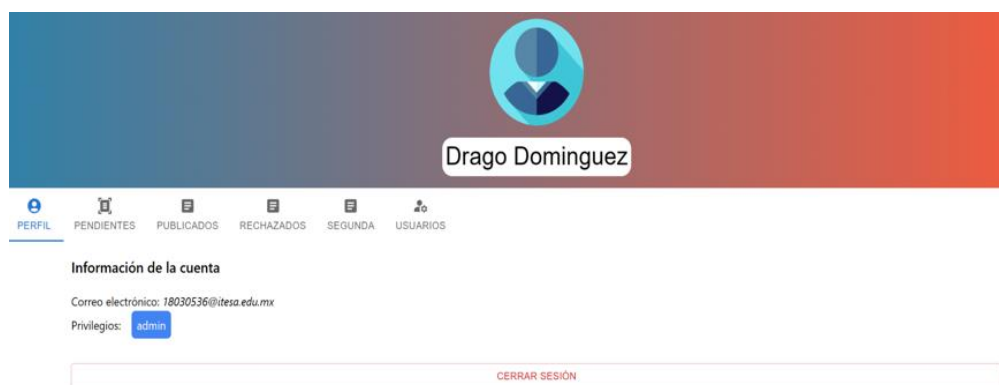 Drago Dominguez
PERFIL PENDIENTES PUBLICADOS RECHAZADOS SEGUNDA USUARIOS
Información de la cuenta
Correo electrónico: 18030536@itesa.edu.mx
Privilegios: admin
CERRAR SESIÓN